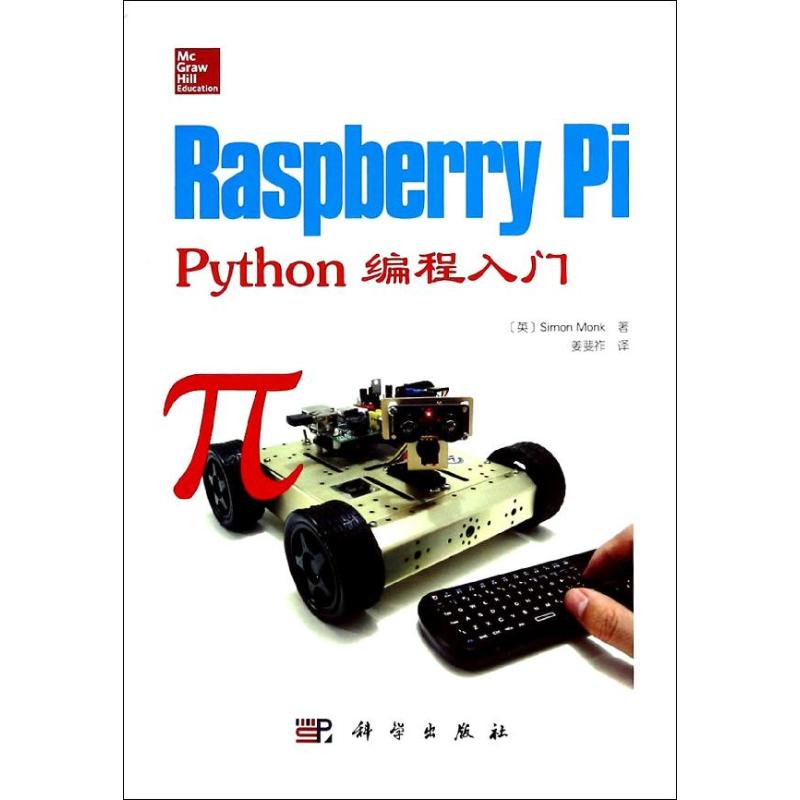 Mc
Graw
Hill
Education
Raspberry Pi
Python 编程入门
〔英〕Simon Monk 著
姜斐祚 译
π
科学出版社